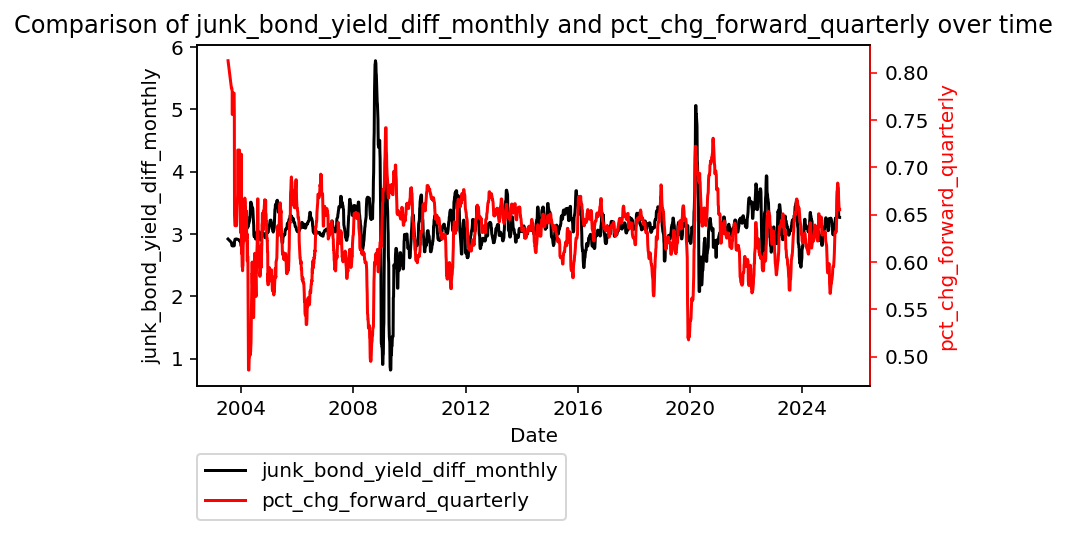 Comparison of junk_bond_yield_diff_monthly and pct_chg_forward_quarterly over time
junk_bond_yield_diff_monthly
6
5
4
3
2
1
0.80
0.75
0.70
0.65
0.60
0.55
0.50
pct_chg_forward_quarterly
2004 2008 2012 2016 2020 2024
Date
junk_bond_yield_diff_monthly
pct_chg_forward_quarterly